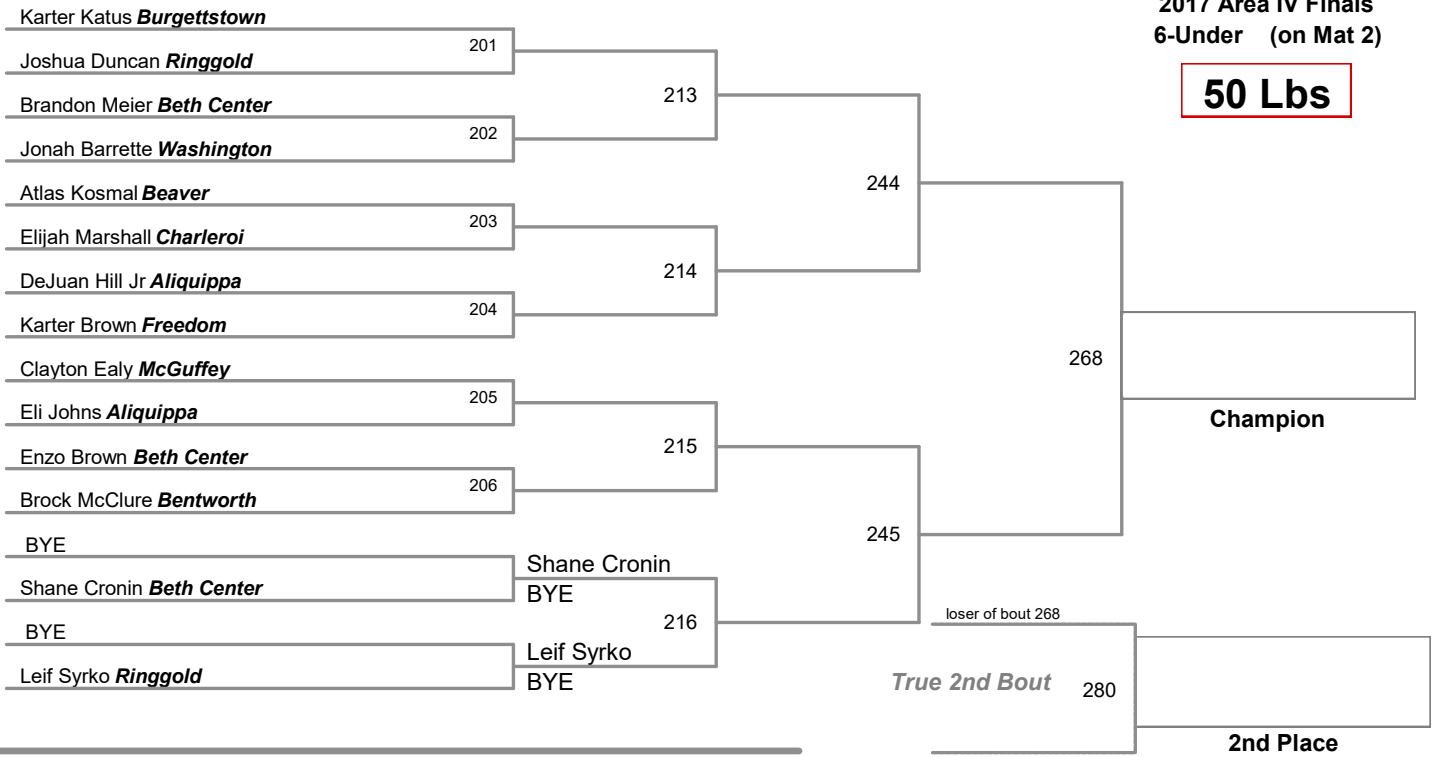 2017 Area IV Finals
6-Under (on Mat 2)
50 Lbs
Karter Katus Burgettstown
201
Joshua Duncan Ringgold
213
Brandon Meier Beth Center
202
Jonah Barrette Washington
244
Atlas Kosmal Beaver
203
Elijah Marshall Charleroi
214
DeJuan Hill Jr Aliquippa
204
Karter Brown Freedom
268
Clayton Ealy McGuffey
205
Eli Johns Aliquippa
Champion
215
Enzo Brown Beth Center
206
Brock McClure Bentworth
245
BYE
Shane Cronin
Shane Cronin Beth Center
BYE
216
loser of bout 268
BYE
Leif Syrko
Leif Syrko Ringgold
BYE
True 2nd Bout 280
2nd Place